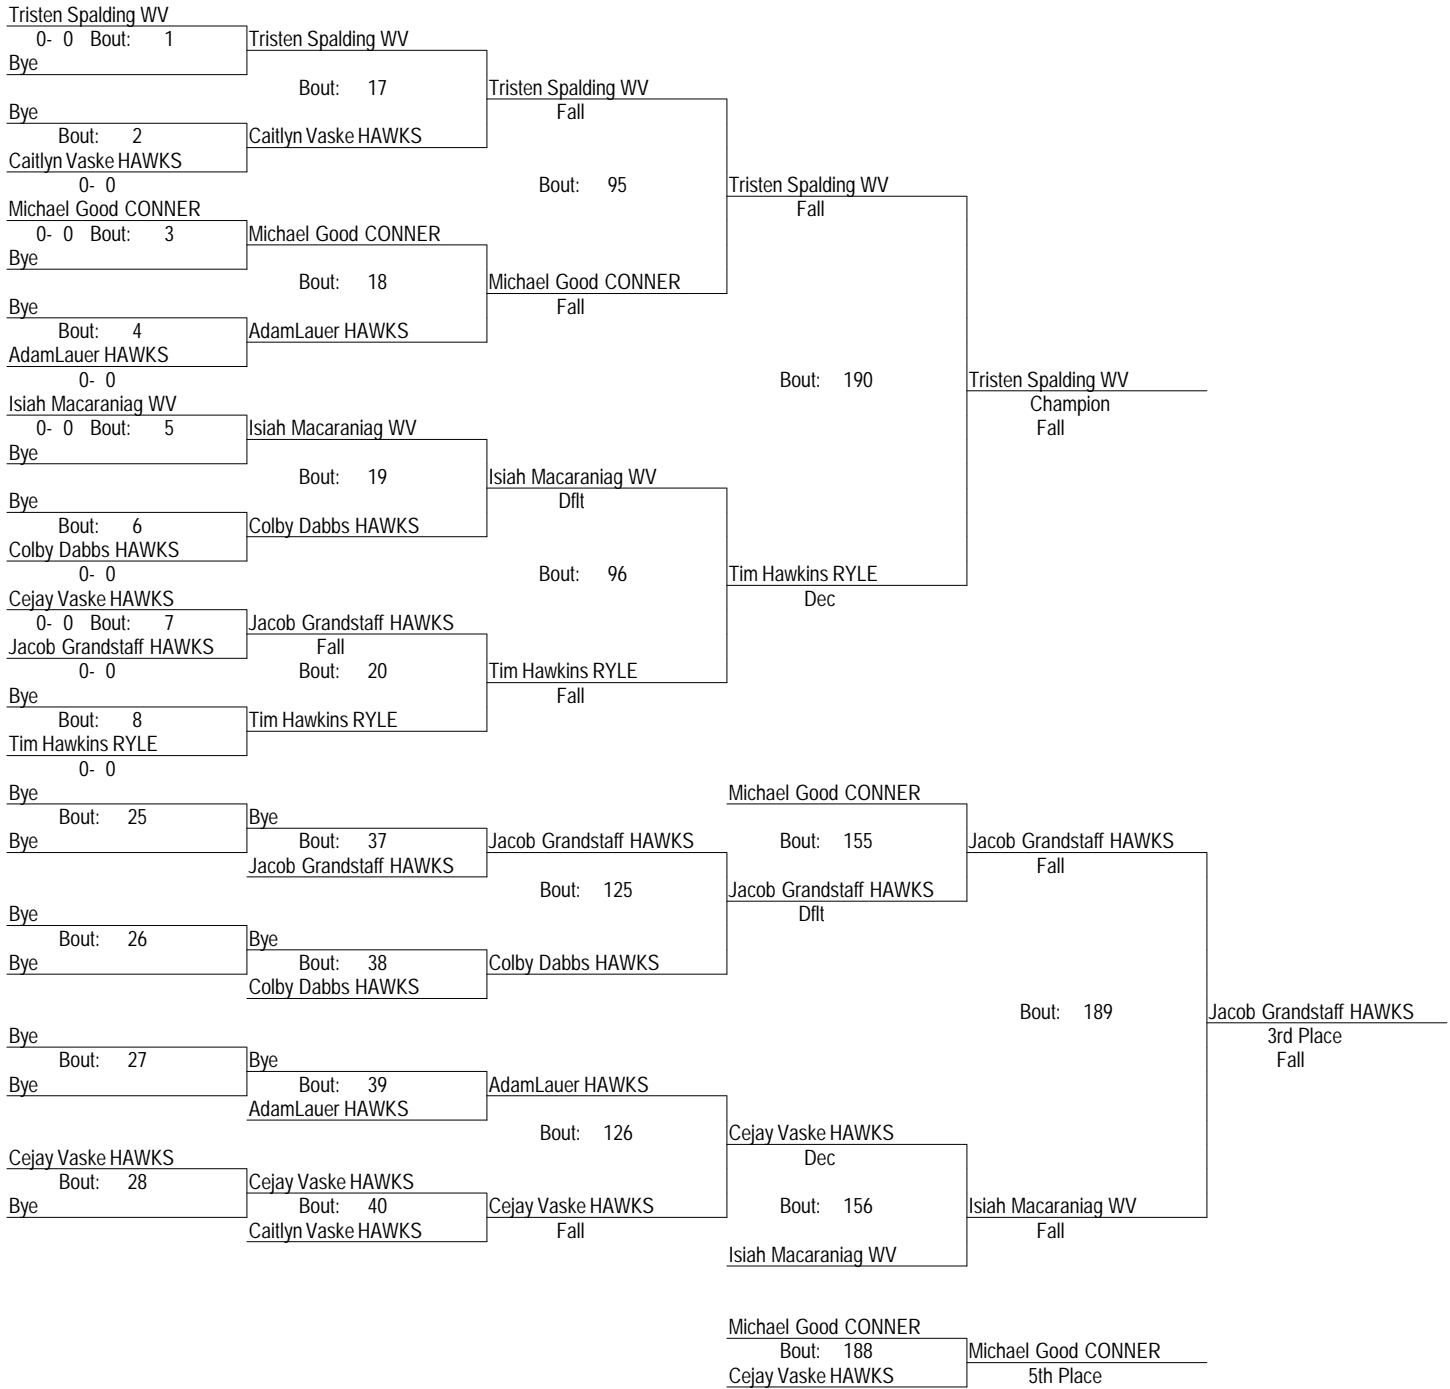 Tristen Spalding WV
0- 0 Bout: 1 Tristen Spalding WV
Bye
Bout: 17 Tristen Spalding WV
Bye Fall
Bout: 2 Caitlyn Vaske HAWKS
Caitlyn Vaske HAWKS
0- 0 Bout: 95 Tristen Spalding WV
Michael Good CONNER Fall
0- 0 Bout: 3 Michael Good CONNER
Bye
Bout: 18 Michael Good CONNER
Bye Fall
Bout: 4 AdamLauer HAWKS
AdamLauer HAWKS
0- 0 Bout: 190 Tristen Spalding WV
Isiah Macaraniag WV Champion
0- 0 Bout: 5 Isiah Macaraniag WV Fall
Bye
Bout: 19 Isiah Macaraniag WV
Bye Dflt
Bout: 6 Colby Dabbs HAWKS
Colby Dabbs HAWKS
0- 0 Bout: 96 Tim Hawkins RYLE
Cejay Vaske HAWKS Dec
0- 0 Bout: 7 Jacob Grandstaff HAWKS
Jacob Grandstaff HAWKS Fall
0- 0 Bout: 20 Tim Hawkins RYLE
Bye Fall
Bout: 8 Tim Hawkins RYLE
Tim Hawkins RYLE
0- 0
Bye Michael Good CONNER
Bout: 25 Bye
Bye Bout: 37 Jacob Grandstaff HAWKS Bout: 155 Jacob Grandstaff HAWKS
Jacob Grandstaff HAWKS Fall
Bout: 125 Jacob Grandstaff HAWKS
Bye Dflt
Bout: 26 Bye
Bye Bout: 38 Colby Dabbs HAWKS
Colby Dabbs HAWKS
Bout: 189 Jacob Grandstaff HAWKS
Bye 3rd Place
Bout: 27 Bye Fall
Bye Bout: 39 AdamLauer HAWKS
AdamLauer HAWKS
Bout: 126 Cejay Vaske HAWKS
Cejay Vaske HAWKS Dec
Bout: 28 Cejay Vaske HAWKS
Bye Bout: 40 Cejay Vaske HAWKS Bout: 156 Isiah Macaraniag WV
Caitlyn Vaske HAWKS Fall Fall
Isiah Macaraniag WV
Michael Good CONNER
Bout: 188 Michael Good CONNER
Cejay Vaske HAWKS 5th Place